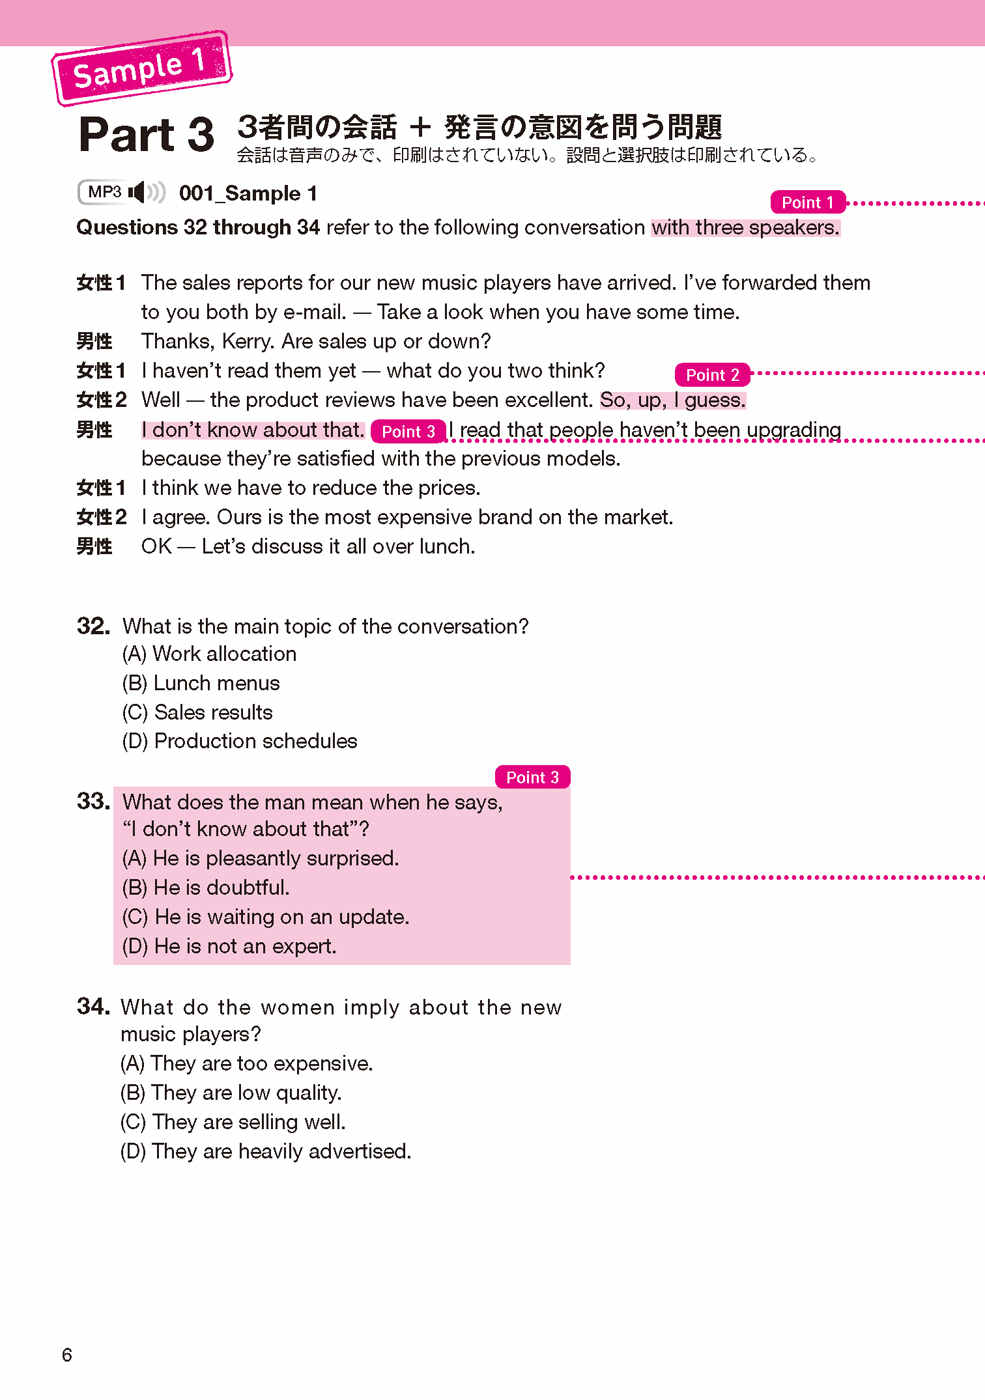 Sample 1
Part 3 3者間の会話 ＋ 発言の意図を問う問題
会話は音声のみで、印刷はされていない。設問と選択肢は印刷されている。
MP3 001_Sample 1
Point 1
Questions 32 through 34 refer to the following conversation with three speakers.
女性1 The sales reports for our new music players have arrived. I’ve forwarded them
to you both by e-mail. — Take a look when you have some time.
男性 Thanks, Kerry. Are sales up or down?
女性1 I haven’t read them yet — what do you two think?
Point 2
女性2 Well — the product reviews have been excellent. So, up, I guess.
男性 I don’t know about that. Point 3 I read that people haven’t been upgrading
because they’re satisfied with the previous models.
女性1 I think we have to reduce the prices.
女性2 I agree. Ours is the most expensive brand on the market.
男性 OK — Let’s discuss it all over lunch.
32. What is the main topic of the conversation?
(A) Work allocation
(B) Lunch menus
(C) Sales results
(D) Production schedules
Point 3
33. What does the man mean when he says,
“I don’t know about that”?
(A) He is pleasantly surprised.
(B) He is doubtful.
(C) He is waiting on an update.
(D) He is not an expert.
34. What do the women imply about the new
music players?
(A) They are too expensive.
(B) They are low quality.
(C) They are selling well.
(D) They are heavily advertised.
6